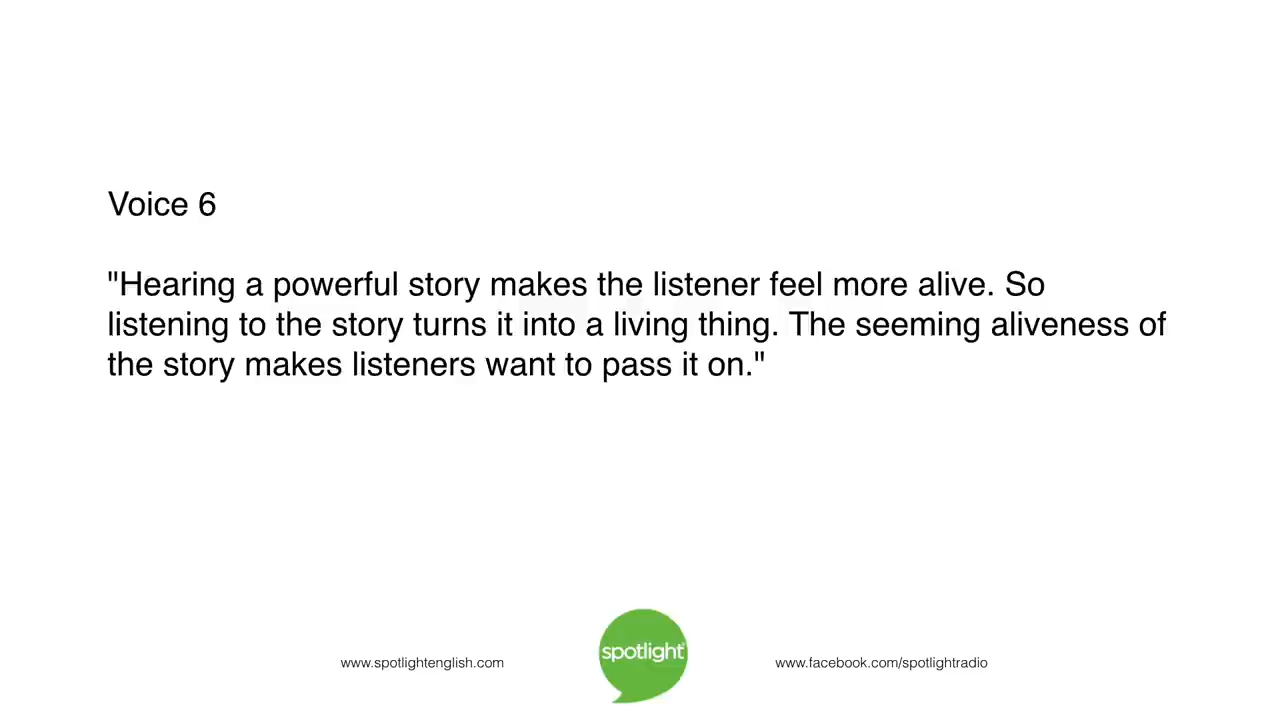 Voice 6
"Hearing a powerful story makes the listener feel more alive. So
listening to the story turns it into a living thing. The seeming aliveness of
the story makes listeners want to pass it on."
www.spotlightenglish.com
spotlight
www.facebook.com/spotlightradio